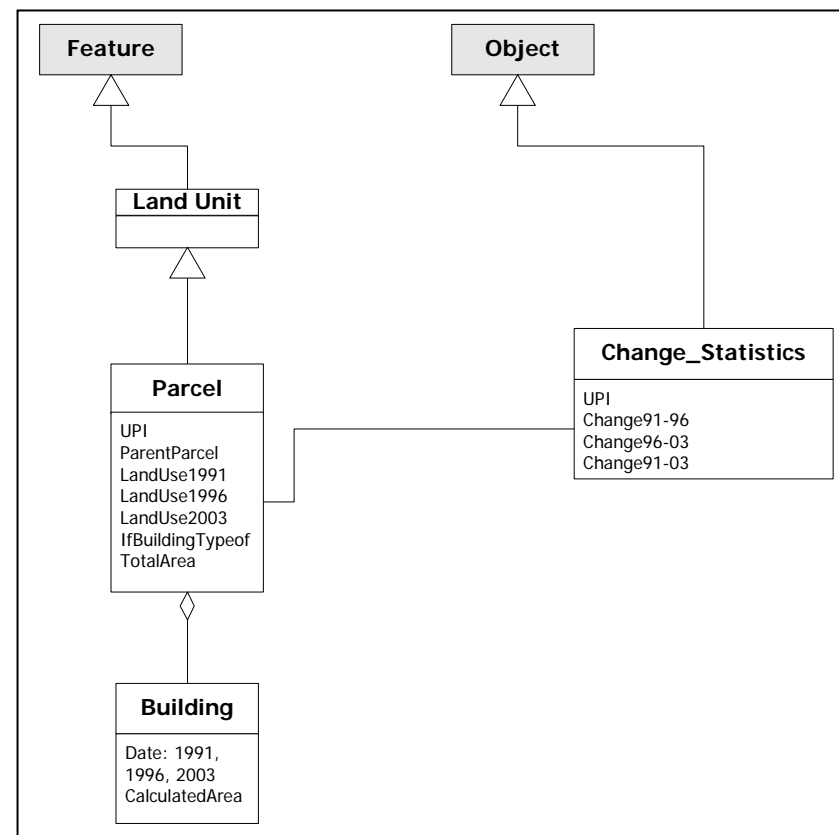 Feature
Object
Land Unit
Parcel
UPI
ParentParcel
LandUse1991
LandUse1996
LandUse2003
IfBuildingTypeof
TotalArea
Change_Statistics
UPI
Change91-96
Change96-03
Change91-03
Building
Date: 1991,
1996, 2003
CalculatedArea